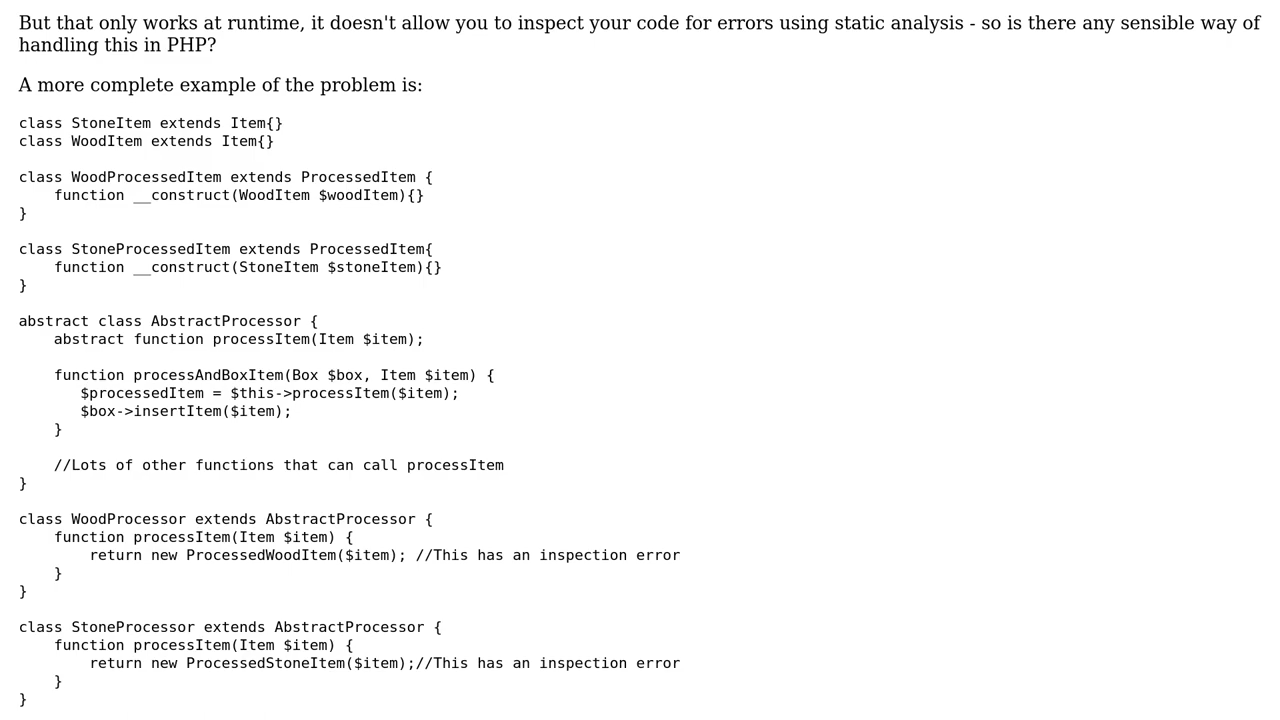 But that only works at runtime, it doesn't allow you to inspect your code for errors using static analysis - so is there any sensible way of
handling this in PHP?
A more complete example of the problem is:
class StoneItem extends Item{}
class WoodItem extends Item{}
class WoodProcessedItem extends ProcessedItem {
    function __construct(WoodItem $woodItem){}
}
class StoneProcessedItem extends ProcessedItem{
    function __construct(StoneItem $stoneItem){}
}
abstract class AbstractProcessor {
    abstract function processItem(Item $item);
    function processAndBoxItem(Box $box, Item $item) {
       $processedItem = $this->processItem($item);
       $box->insertItem($item);
    }
    //Lots of other functions that can call processItem
}
class WoodProcessor extends AbstractProcessor {
    function processItem(Item $item) {
        return new ProcessedWoodItem($item); //This has an inspection error
    }
}
class StoneProcessor extends AbstractProcessor {
    function processItem(Item $item) {
        return new ProcessedStoneItem($item);//This has an inspection error
    }
}